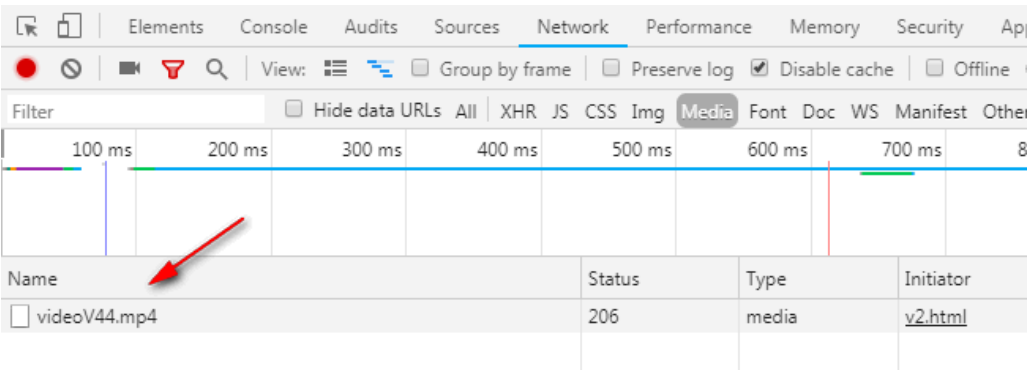 Elements Console Audits Sources Network Performance Memory Security
View: Group by frame Preserve log Disable cache Offline
Filter Hide data URLs All XHR JS CSS Img Media Font Doc WS Manifest Other
100 ms 200 ms 300 ms 400 ms 500 ms 600 ms 700 ms
Name Status Type Initiator
videoV44.mp4 206 media v2.html